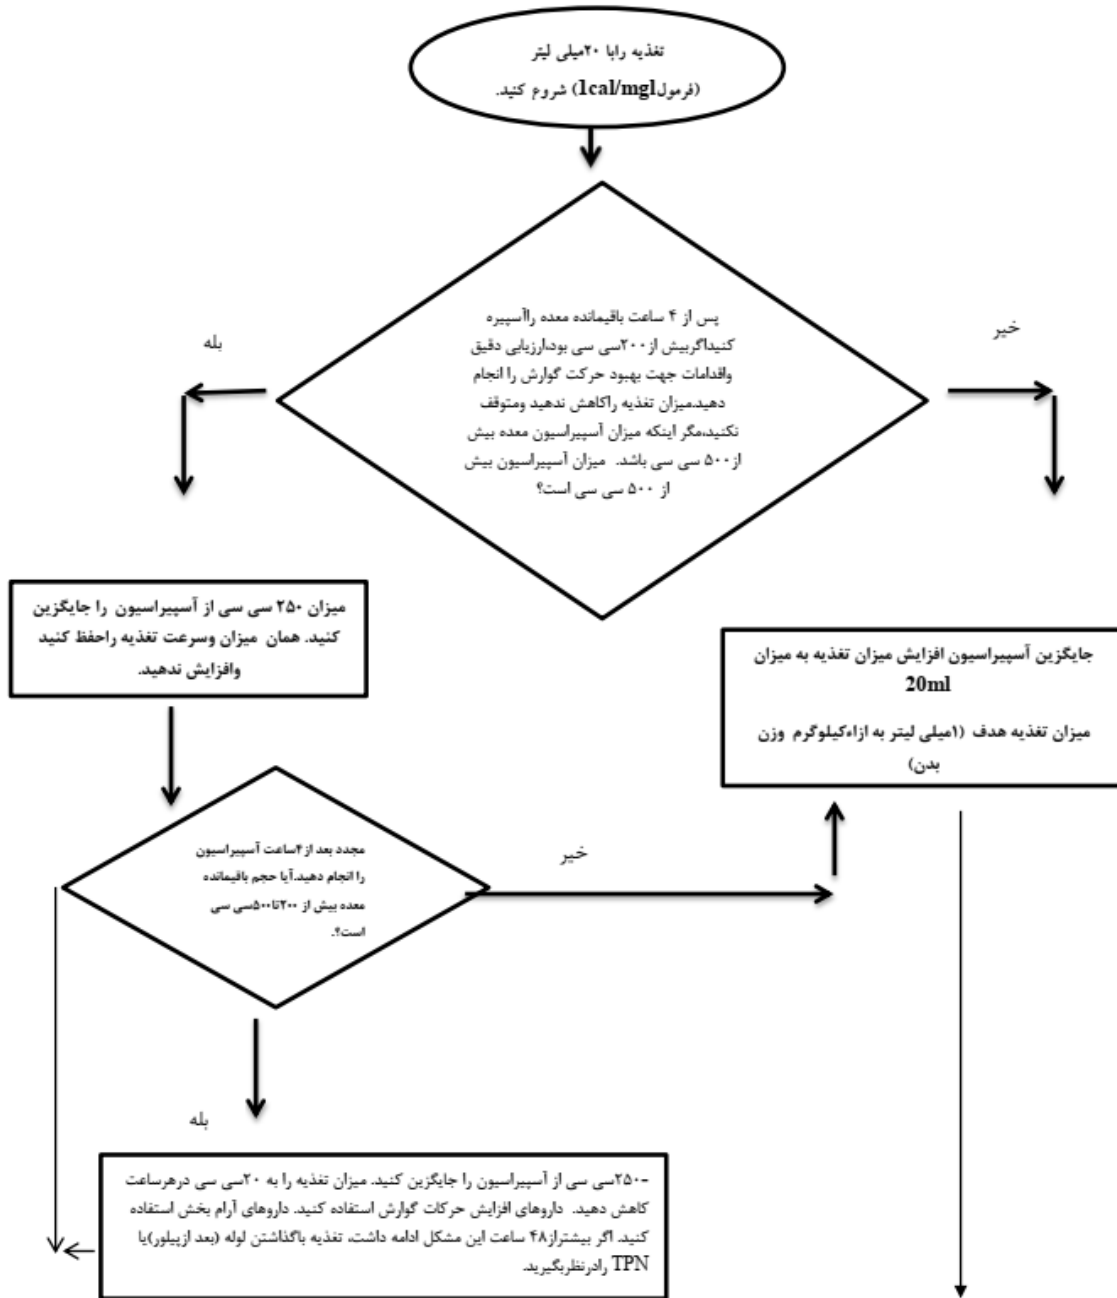 تغذیه رابا ۲۰میلی لیتر
(فرمول1cal/mgl) شروع کنید.
پس از ۴ ساعت باقیمانده معده راآسپیره
کنیداگربیش از۲۰۰سی سی بود،ارزیابی دقیق
واقدامات جهت بهبود حرکت گوارش را انجام
دهید.میزان تغذیه راکاهش ندهید ومتوقف
نکنید،مگر اینکه میزان آسپیراسیون معده بیش
از۵۰۰ سی سی باشد. میزان آسپیراسیون بیش
از ۵۰۰ سی سی است؟
خیر
بله
میزان ۲۵۰ سی سی از آسپیراسیون را جایگزین
کنید. همان میزان وسرعت تغذیه راحفظ کنید
وافزایش ندهید.
جایگزین آسپیراسیون افزایش میزان تغذیه به میزان
20ml
میزان تغذیه هدف (۱میلی لیتر به ازاءکیلوگرم وزن
بدن)
مجدد بعد از۴ساعت آسپیراسیون
را انجام دهید.آیا حجم باقیمانده
معده بیش از ۲۰۰تا۵۰۰سی سی
است؟.
خیر
بله
-۲۵۰سی سی از آسپیراسیون را جایگزین کنید. میزان تغذیه را به ۲۰سی سی درهرساعت
کاهش دهید. داروهای افزایش حرکات گوارش استفاده کنید. داروهای آرام بخش استفاده
کنید. اگر بیشتراز۴۸ ساعت این مشکل ادامه داشت، تغذیه باگذاشتن لوله (بعد ازپیلور)یا
TPN رادرنظربگیرید.